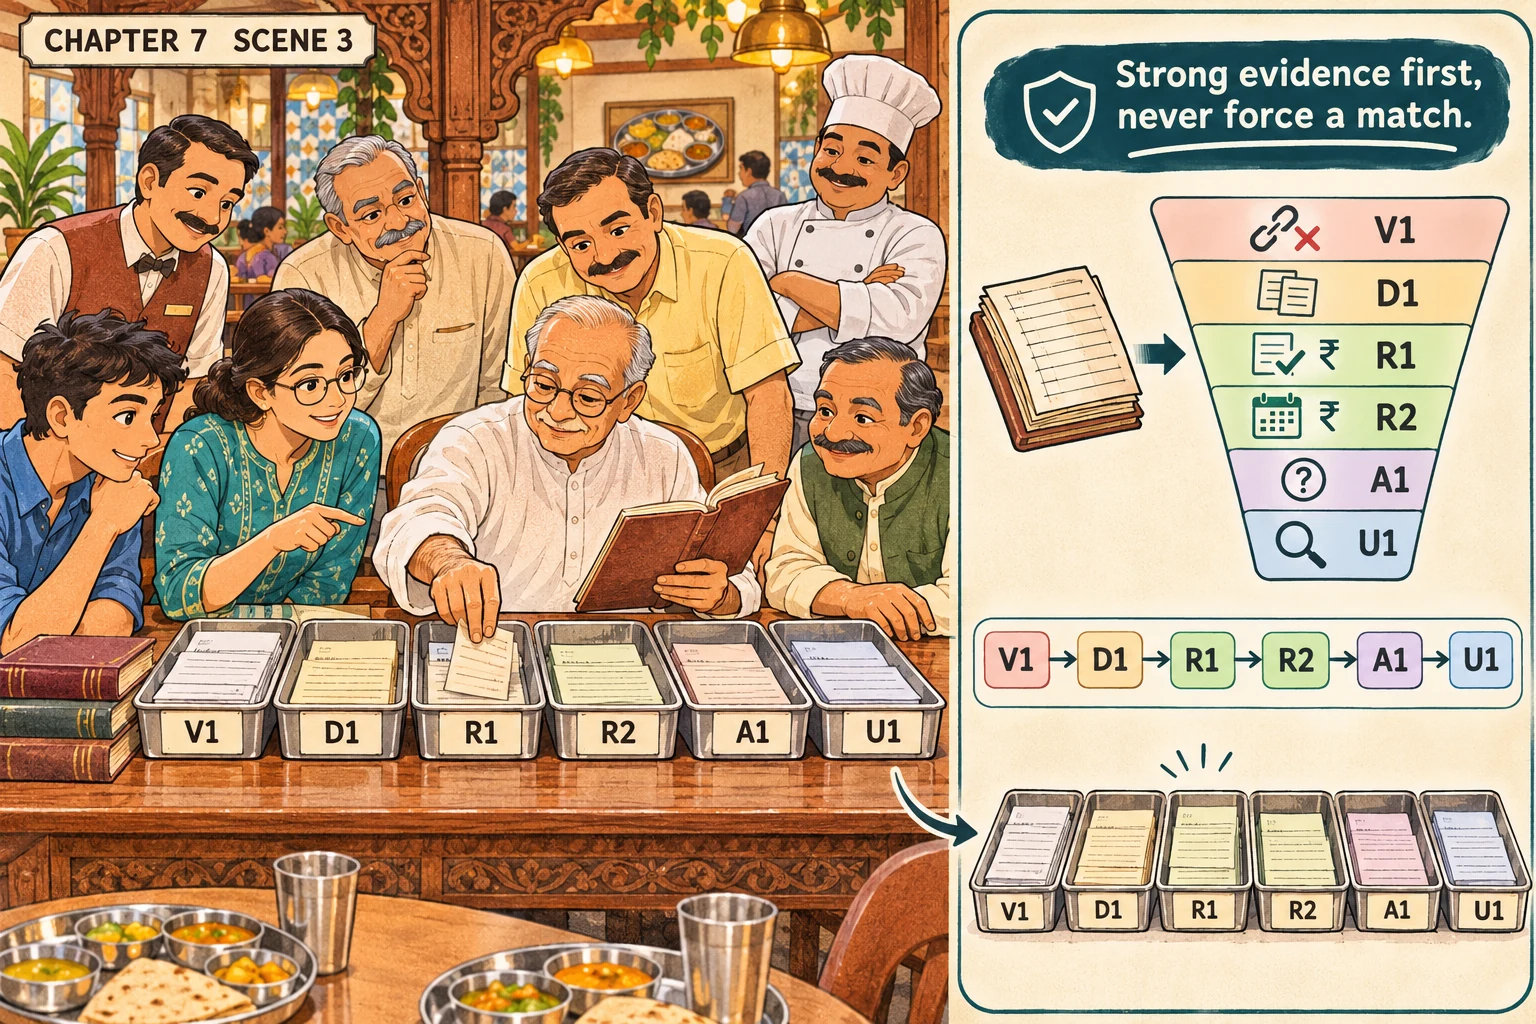 CHAPTER 7 SCENE 3
V1
D1
R1
R2
A1
U1
Strong evidence first,
never force a match.
V1
D1
₹ R1
₹ R2
? A1
U1
V1 → D1 → R1 → R2 → A1 → U1
V1
D1
R1
R2
A1
U1